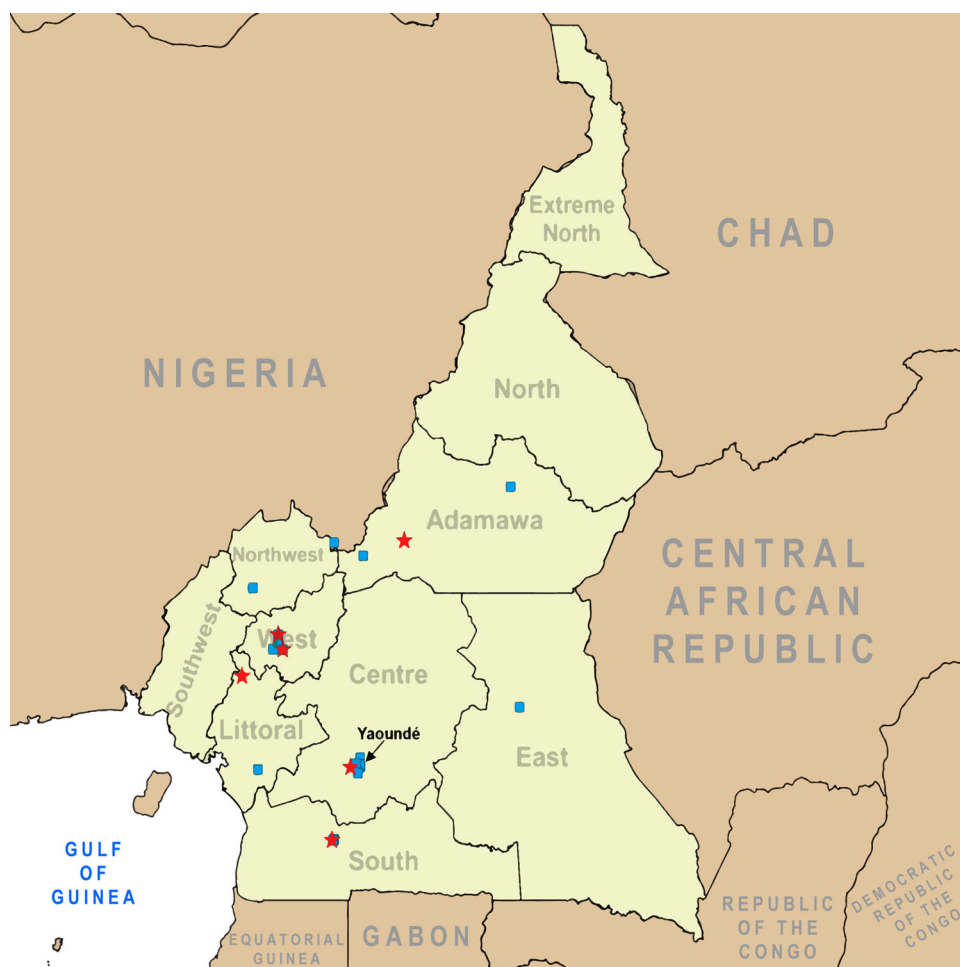 Extreme
North
CHAD
NIGERIA
North
Adamawa
Northwest
CENTRAL
AFRICAN
REPUBLIC
West
Southwest
Centre
Littoral
Yaoundé
East
GULF
OF
GUINEA
South
EQUATORIAL
GUINEA
GABON
REPUBLIC
OF THE
CONGO
DEMOCRATIC
REPUBLIC
OF THE
CONGO